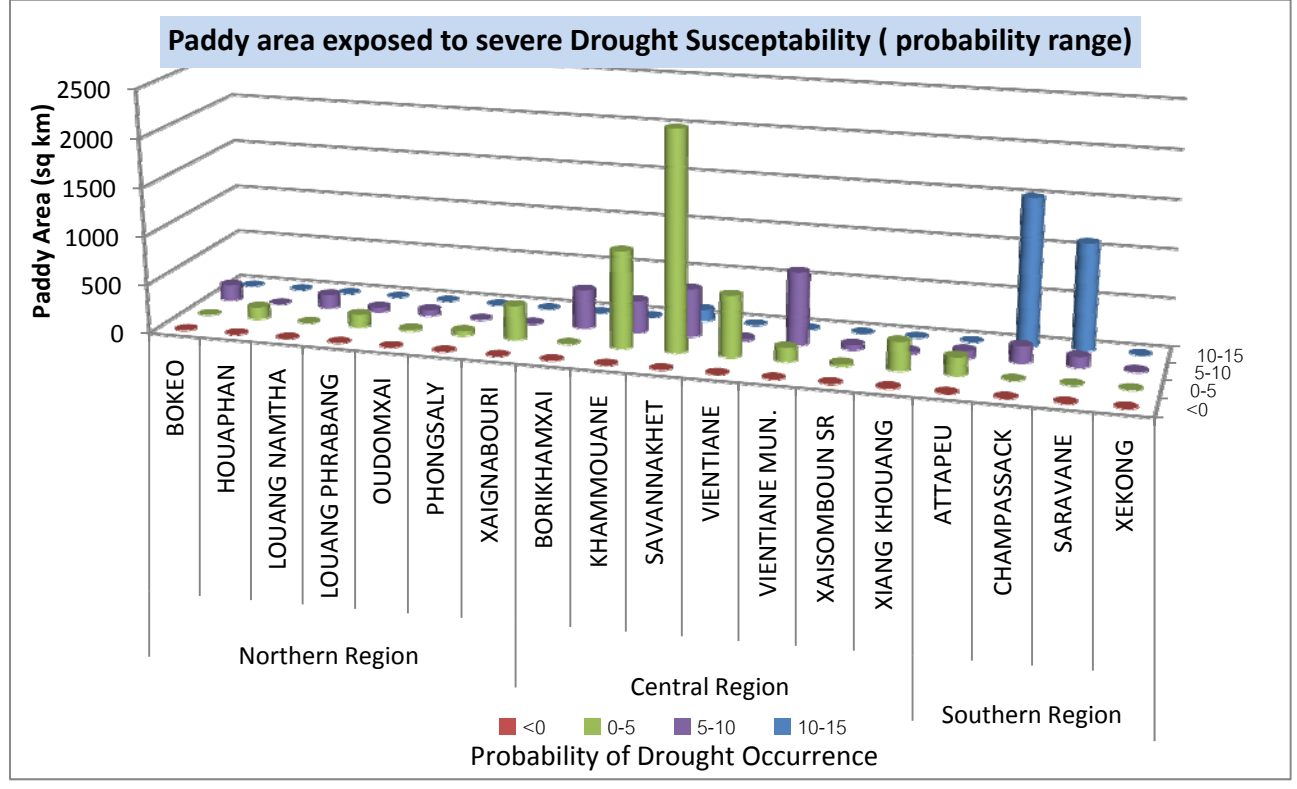 Paddy area exposed to severe Drought Susceptability ( probability range)
Paddy Area (sq km)
2500
2000
1500
1000
500
0
10-15
5-10
0-5
<0
BOKEO
HOUAPHAN
LOUANG NAMTHA
LOUANG PHRABANG
OUDOMXAI
PHONGSALY
XAIGNABOURI
BORIKHAMXAI
KHAMMOUANE
SAVANNAKHET
VIENTIANE
VIENTIANE MUN.
XAISOMBOUN SR
XIANG KHOUANG
ATTAPEU
CHAMPASSACK
SARAVANE
XEKONG
Northern Region
Central Region
Southern Region
<0 0-5 5-10 10-15
Probability of Drought Occurrence